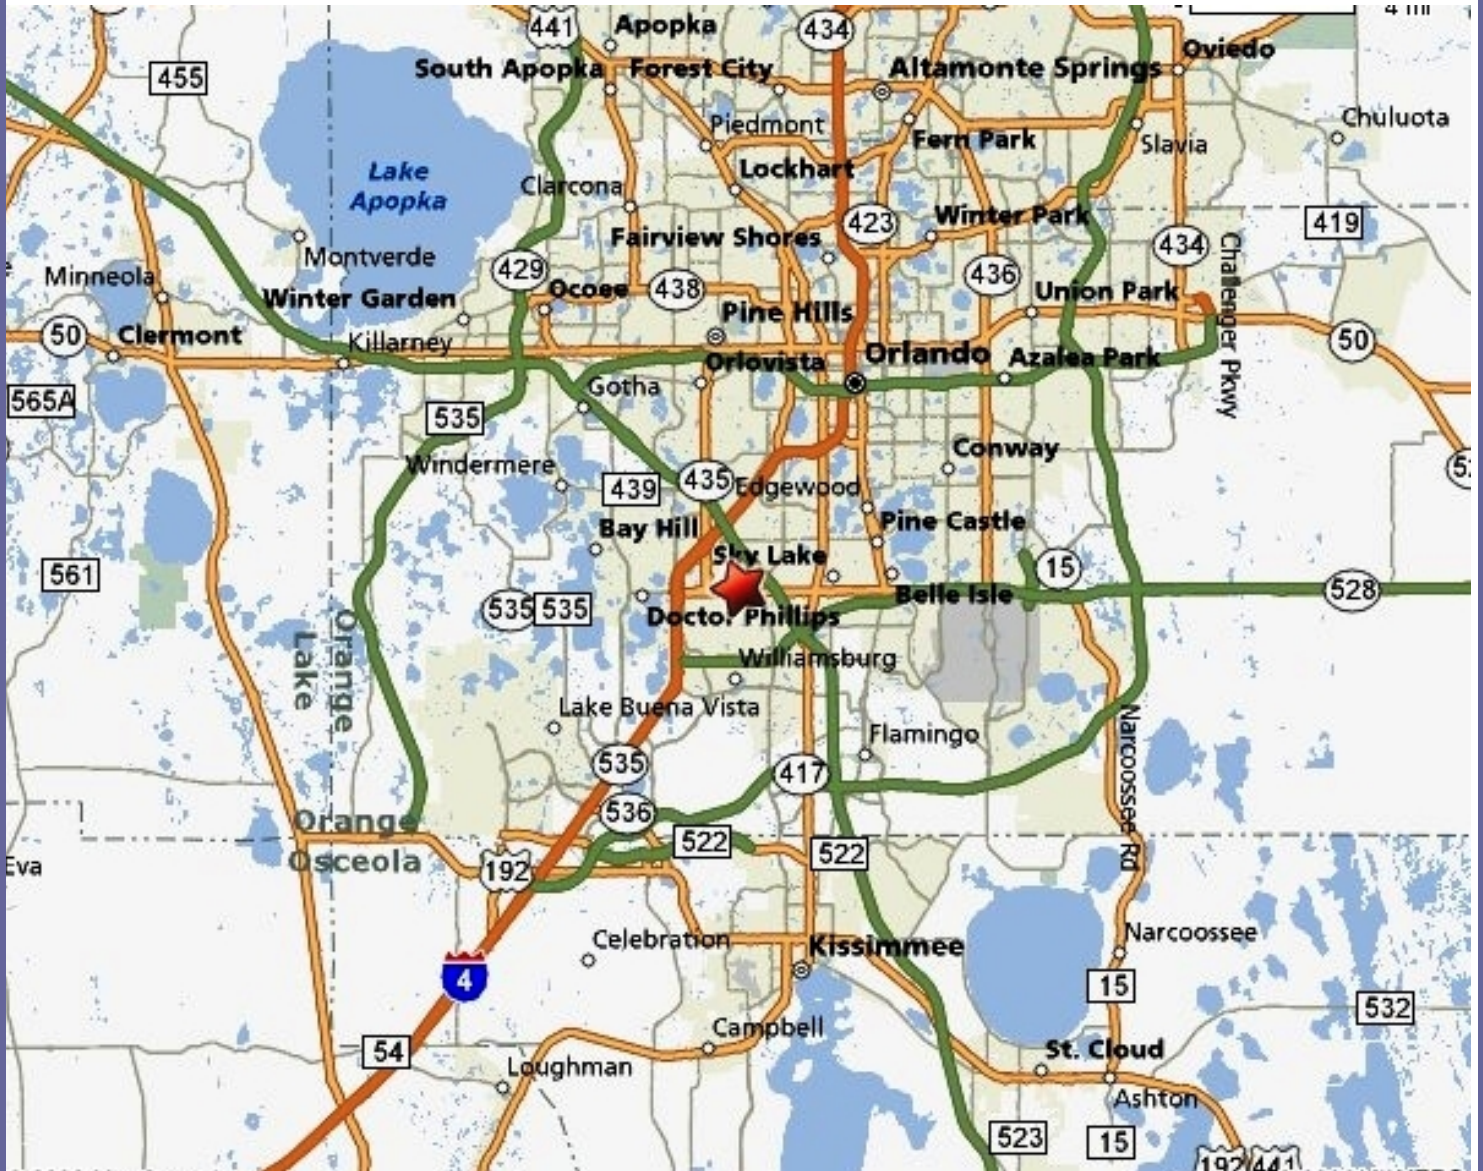 441
Apopka
434
4 mi
Oviedo
455
South Apopka
Forest City
Altamonte Springs
Chuluota
Piedmont
Fern Park
Slavia
Lake
Apopka
Lockhart
Clarcona
423
Winter Park
419
Fairview Shores
434
Montverde
429
436
Challenger Pkwy
Minneola
Winter Garden
Ocoee
438
Union Park
Pine Hills
50
Clermont
Killarney
Orlovista
Orlando
Azalea Park
50
Gotha
565A
535
Windermere
Conway
439
435
Edgewood
Bay Hill
Pine Castle
Sky Lake
561
15
528
535
535
Belle Isle
Phillips
Lake
Orange
Williamsburg
Lake Buena Vista
Narcoossee Rd
Flamingo
535
417
536
Orange
522
522
Osceola
Eva
192
Celebration
Kissimmee
Narcoossee
4
15
532
Campbell
54
St. Cloud
Loughman
Ashton
523
15
192
441